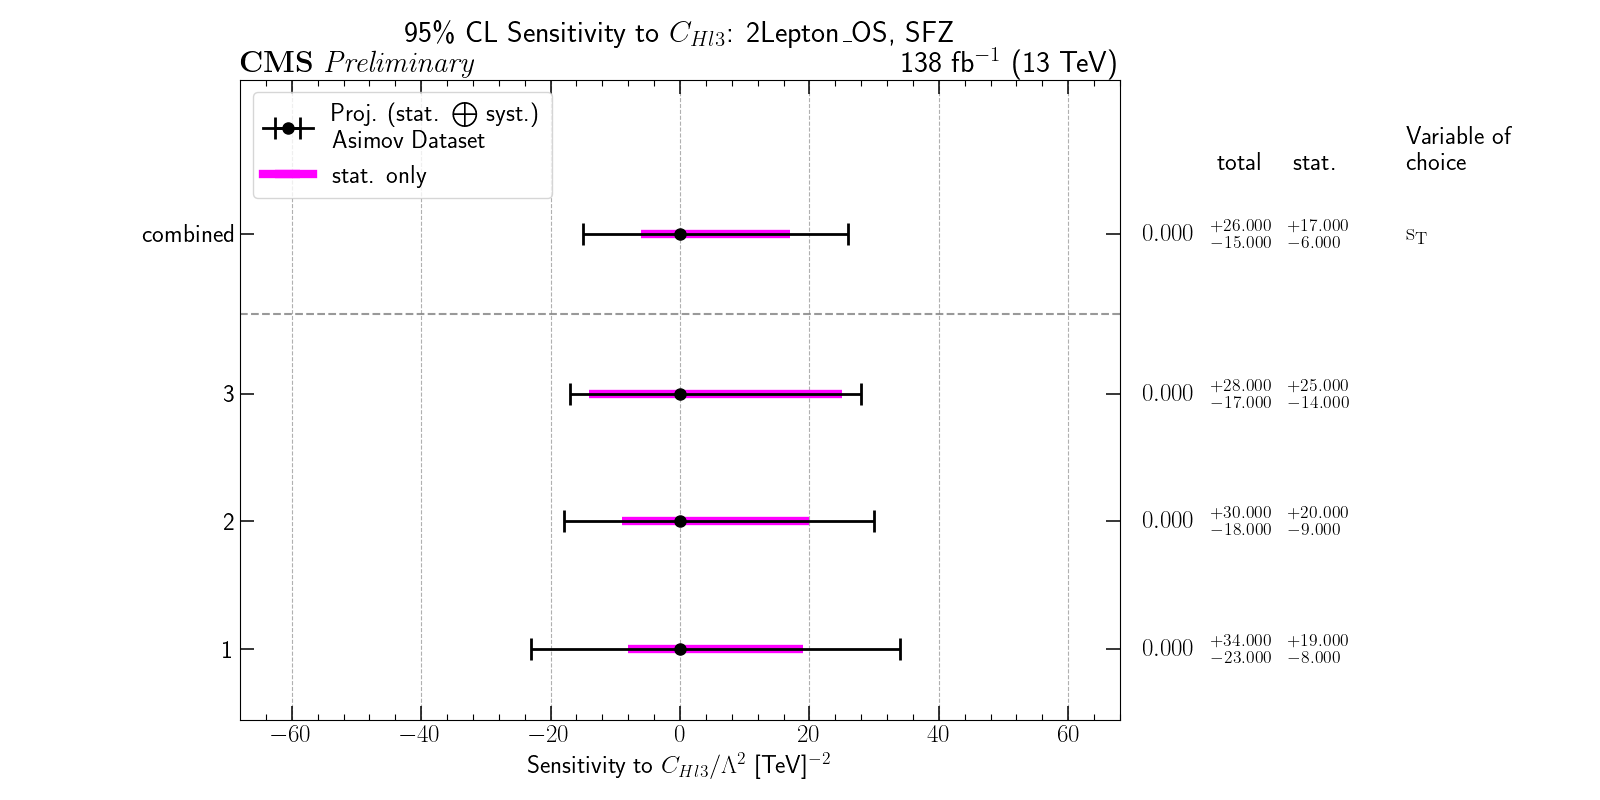 95% CL Sensitivity to C_{Hl3}: 2Lepton_OS, SFZ
CMS Preliminary
138 fb^{−1} (13 TeV)
Proj. (stat. ⨁ syst.)
Asimov Dataset
stat. only
Variable of
total stat. choice
combined 0.000 +26.000 −15.000 +17.000 −6.000 s_T
3 0.000 +28.000 −17.000 +25.000 −14.000
2 0.000 +30.000 −18.000 +20.000 −9.000
1 0.000 +34.000 −23.000 +19.000 −8.000
−60 −40 −20 0 20 40 60
Sensitivity to C_{Hl3}/Λ² [TeV]^{−2}